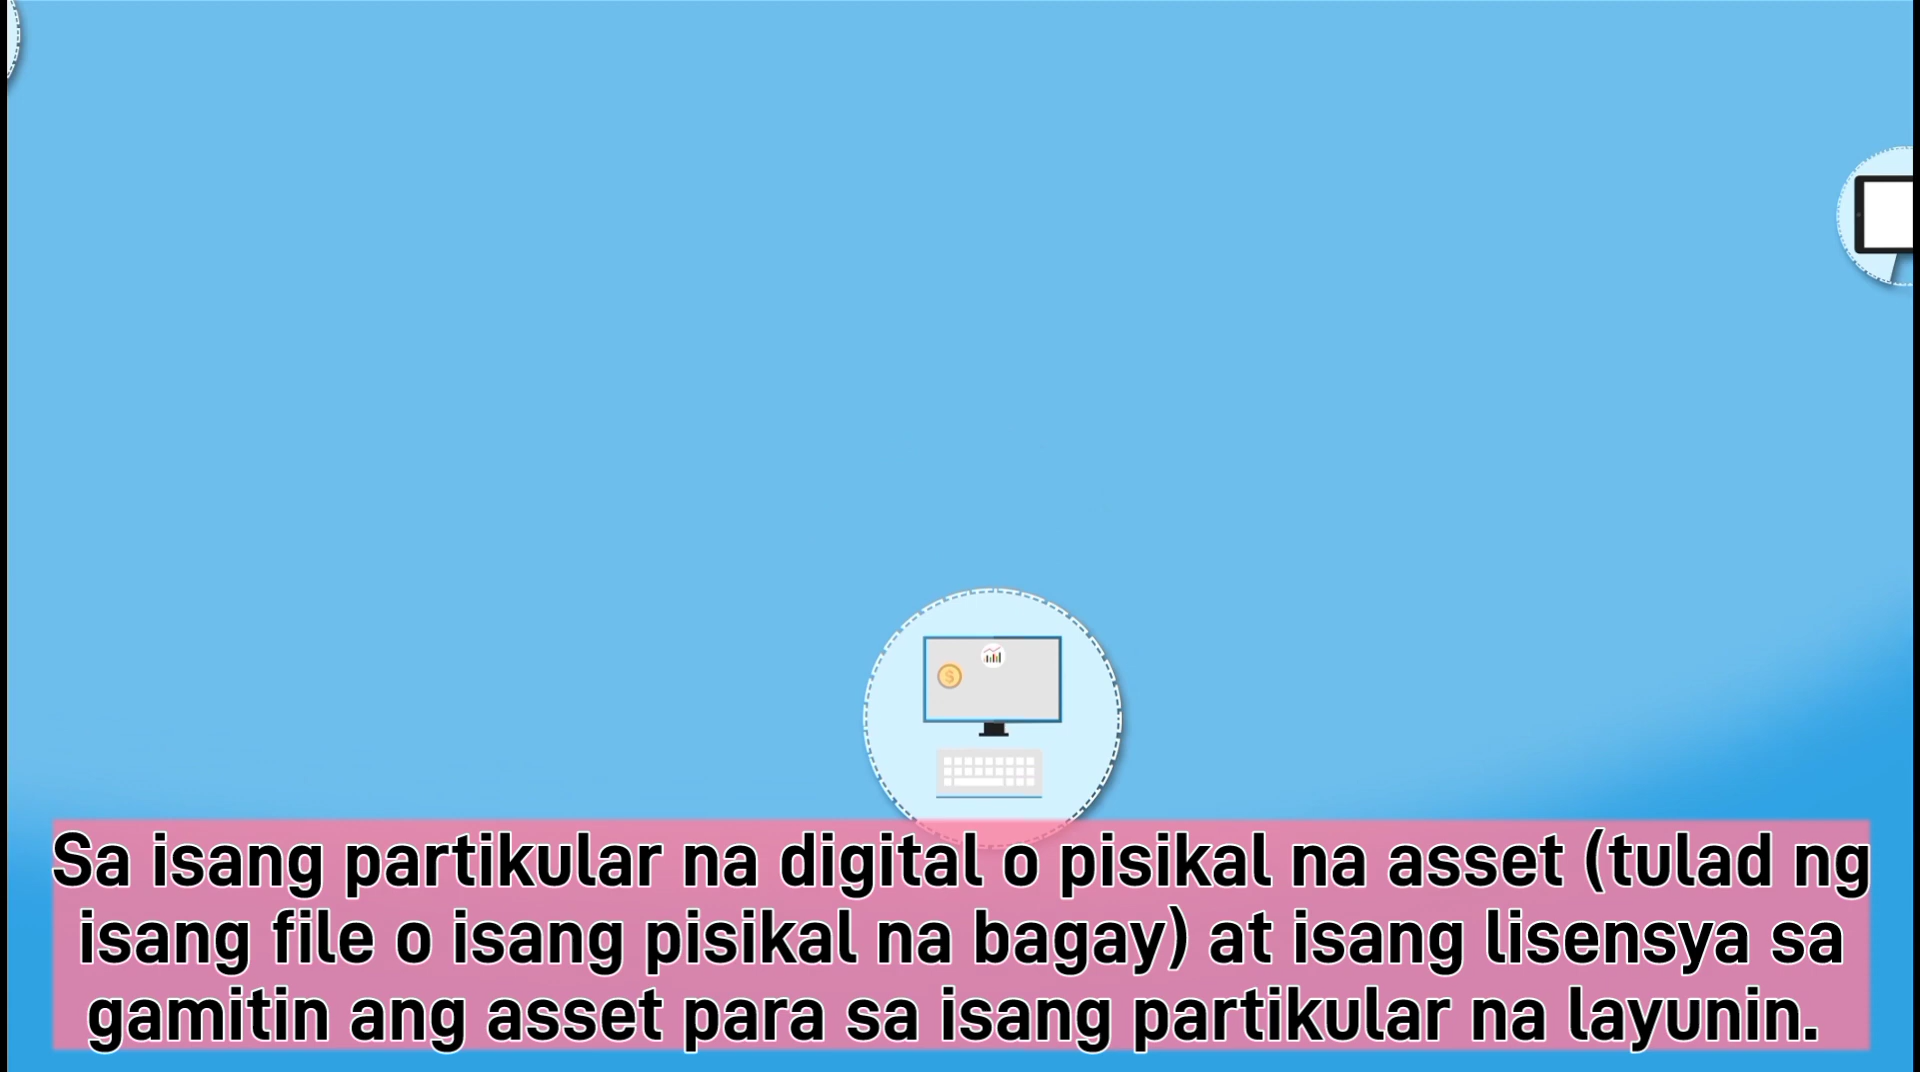 Sa isang partikular na digital o pisikal na asset (tulad ng
isang file o isang pisikal na bagay) at isang lisensya sa
gamitin ang asset para sa isang partikular na layunin.